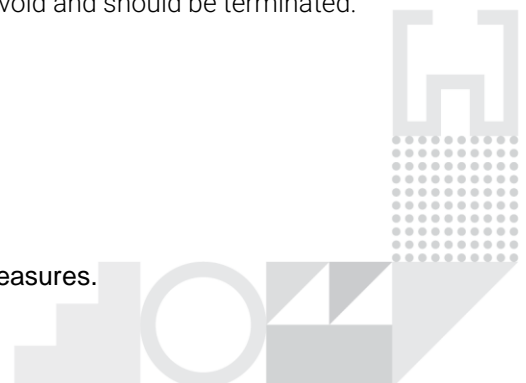 void and should be terminated.
easures.